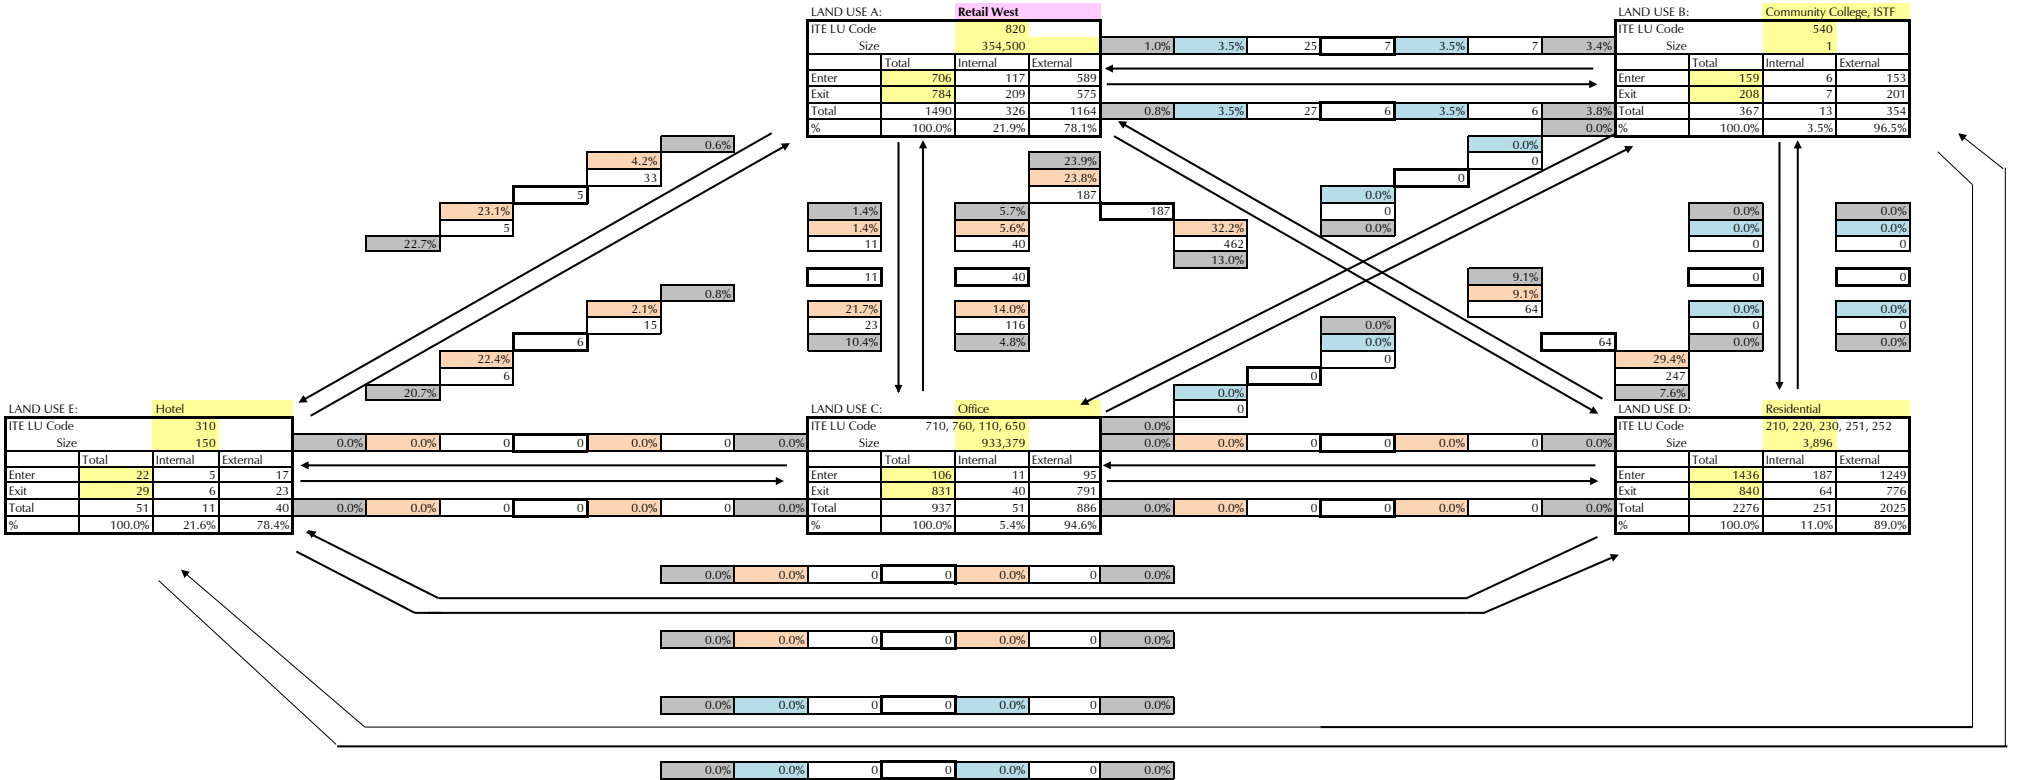 LAND USE A: Retail West LAND USE B: Community College, ISTF
ITE LU Code 820 ITE LU Code 540
Size 354,500 1.0% 3.5% 25 7 3.5% 7 3.4% Size 1
Total Internal External Total Internal External
Enter 706 117 589 Enter 159 6 153
Exit 784 209 575 Exit 208 7 201
Total 1490 326 1164 0.8% 3.5% 27 6 3.5% 6 3.8% Total 367 13 354
% 100.0% 21.9% 78.1% 0.0% % 100.0% 3.5% 96.5%
0.6% 0.0%
4.2% 23.9% 0
33 23.8% 0
5 187 0.0%
23.1% 1.4% 5.7% 187 0 0.0% 0.0%
5 1.4% 5.6% 32.2% 0.0% 0.0% 0.0%
22.7% 11 40 462 0 0
13.0%
11 40 9.1% 0 0
0.8% 9.1%
2.1% 21.7% 14.0% 64 0.0% 0.0%
15 23 116 0.0% 0 0
6 10.4% 4.8% 0.0% 64 0.0% 0.0%
22.4% 0 29.4%
6 0 247
20.7% 0.0% 7.6%
LAND USE E: Hotel LAND USE C: Office 0 LAND USE D: Residential
ITE LU Code 310 ITE LU Code 710, 760, 110, 650 0.0% ITE LU Code 210, 220, 230, 251, 252
Size 150 0.0% 0.0% 0 0 0.0% 0 0.0% Size 933,379 0.0% 0.0% 0 0 0.0% 0 0.0% Size 3,896
Total Internal External Total Internal External Total Internal External
Enter 22 5 17 Enter 106 11 95 Enter 1436 187 1249
Exit 29 6 23 Exit 831 40 791 Exit 840 64 776
Total 51 11 40 0.0% 0.0% 0 0 0.0% 0 0.0% Total 937 51 886 0.0% 0.0% 0 0 0.0% 0 0.0% Total 2276 251 2025
% 100.0% 21.6% 78.4% % 100.0% 5.4% 94.6% % 100.0% 11.0% 89.0%
0.0% 0.0% 0 0 0.0% 0 0.0%
0.0% 0.0% 0 0 0.0% 0 0.0%
0.0% 0.0% 0 0 0.0% 0 0.0%
0.0% 0.0% 0 0 0.0% 0 0.0%